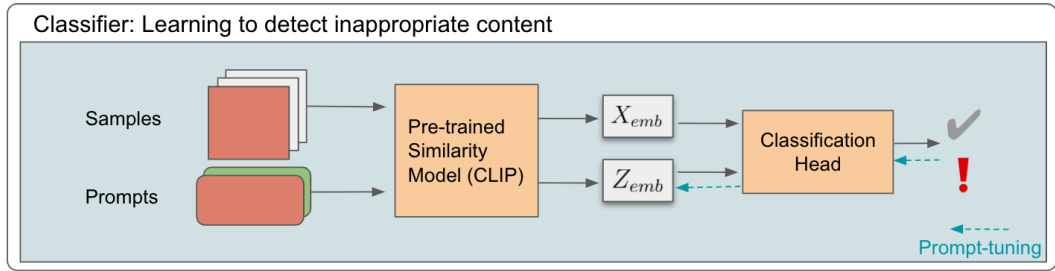 Classifier: Learning to detect inappropriate content
Samples
Prompts
Pre-trained
Similarity
Model (CLIP)
X_emb
Z_emb
Classification
Head
!
Prompt-tuning